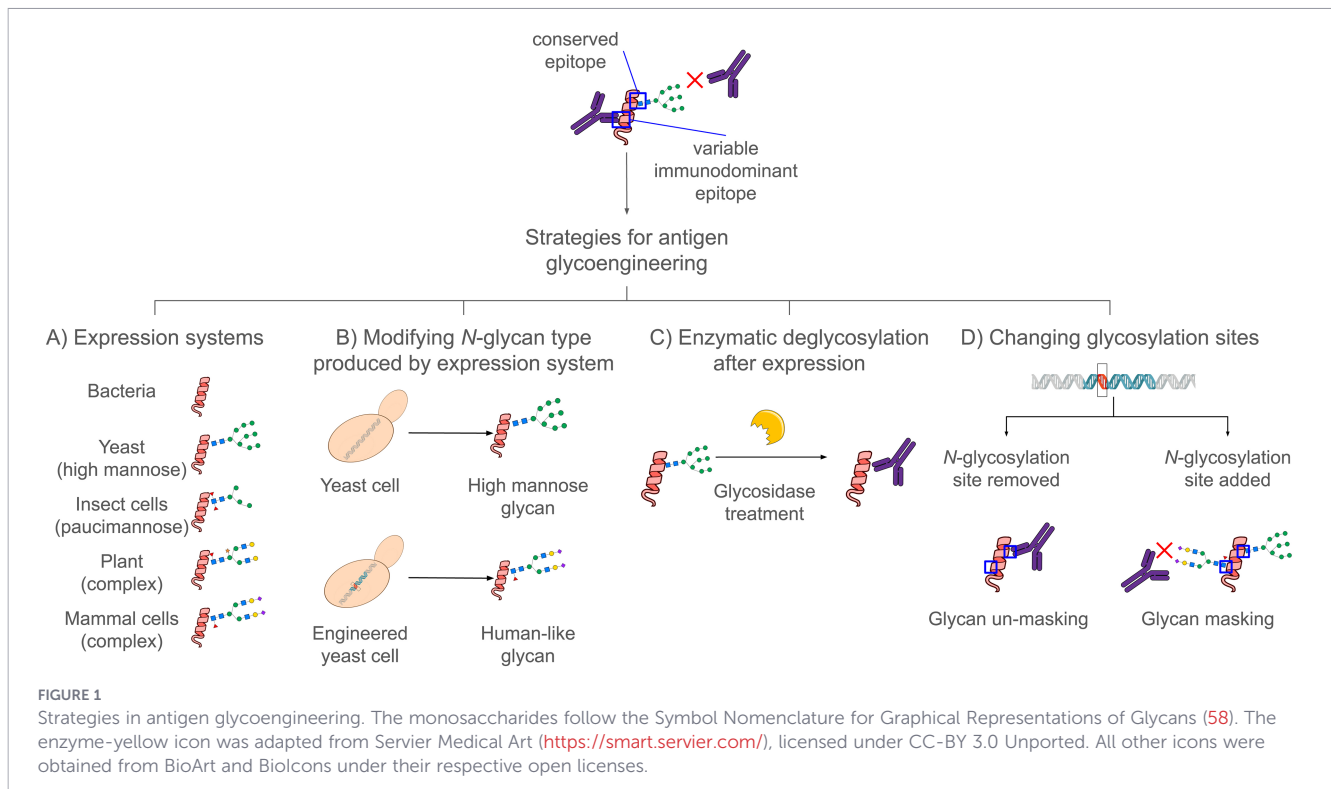 conserved
epitope
variable
immunodominant
epitope
Strategies for antigen
glycoengineering
A) Expression systems
Bacteria
Yeast
(high mannose)
Insect cells
(paucimannose)
Plant
(complex)
Mammal cells
(complex)
B) Modifying N-glycan type
produced by expression system
Yeast cell
High mannose
glycan
Engineered
yeast cell
Human-like
glycan
C) Enzymatic deglycosylation
after expression
Glycosidase
treatment
D) Changing glycosylation sites
N-glycosylation
site removed
N-glycosylation
site added
Glycan un-masking
Glycan masking
FIGURE 1
Strategies in antigen glycoengineering. The monosaccharides follow the Symbol Nomenclature for Graphical Representations of Glycans (58). The
enzyme-yellow icon was adapted from Servier Medical Art (https://smart.servier.com/), licensed under CC-BY 3.0 Unported. All other icons were
obtained from BioArt and BioIcons under their respective open licenses.